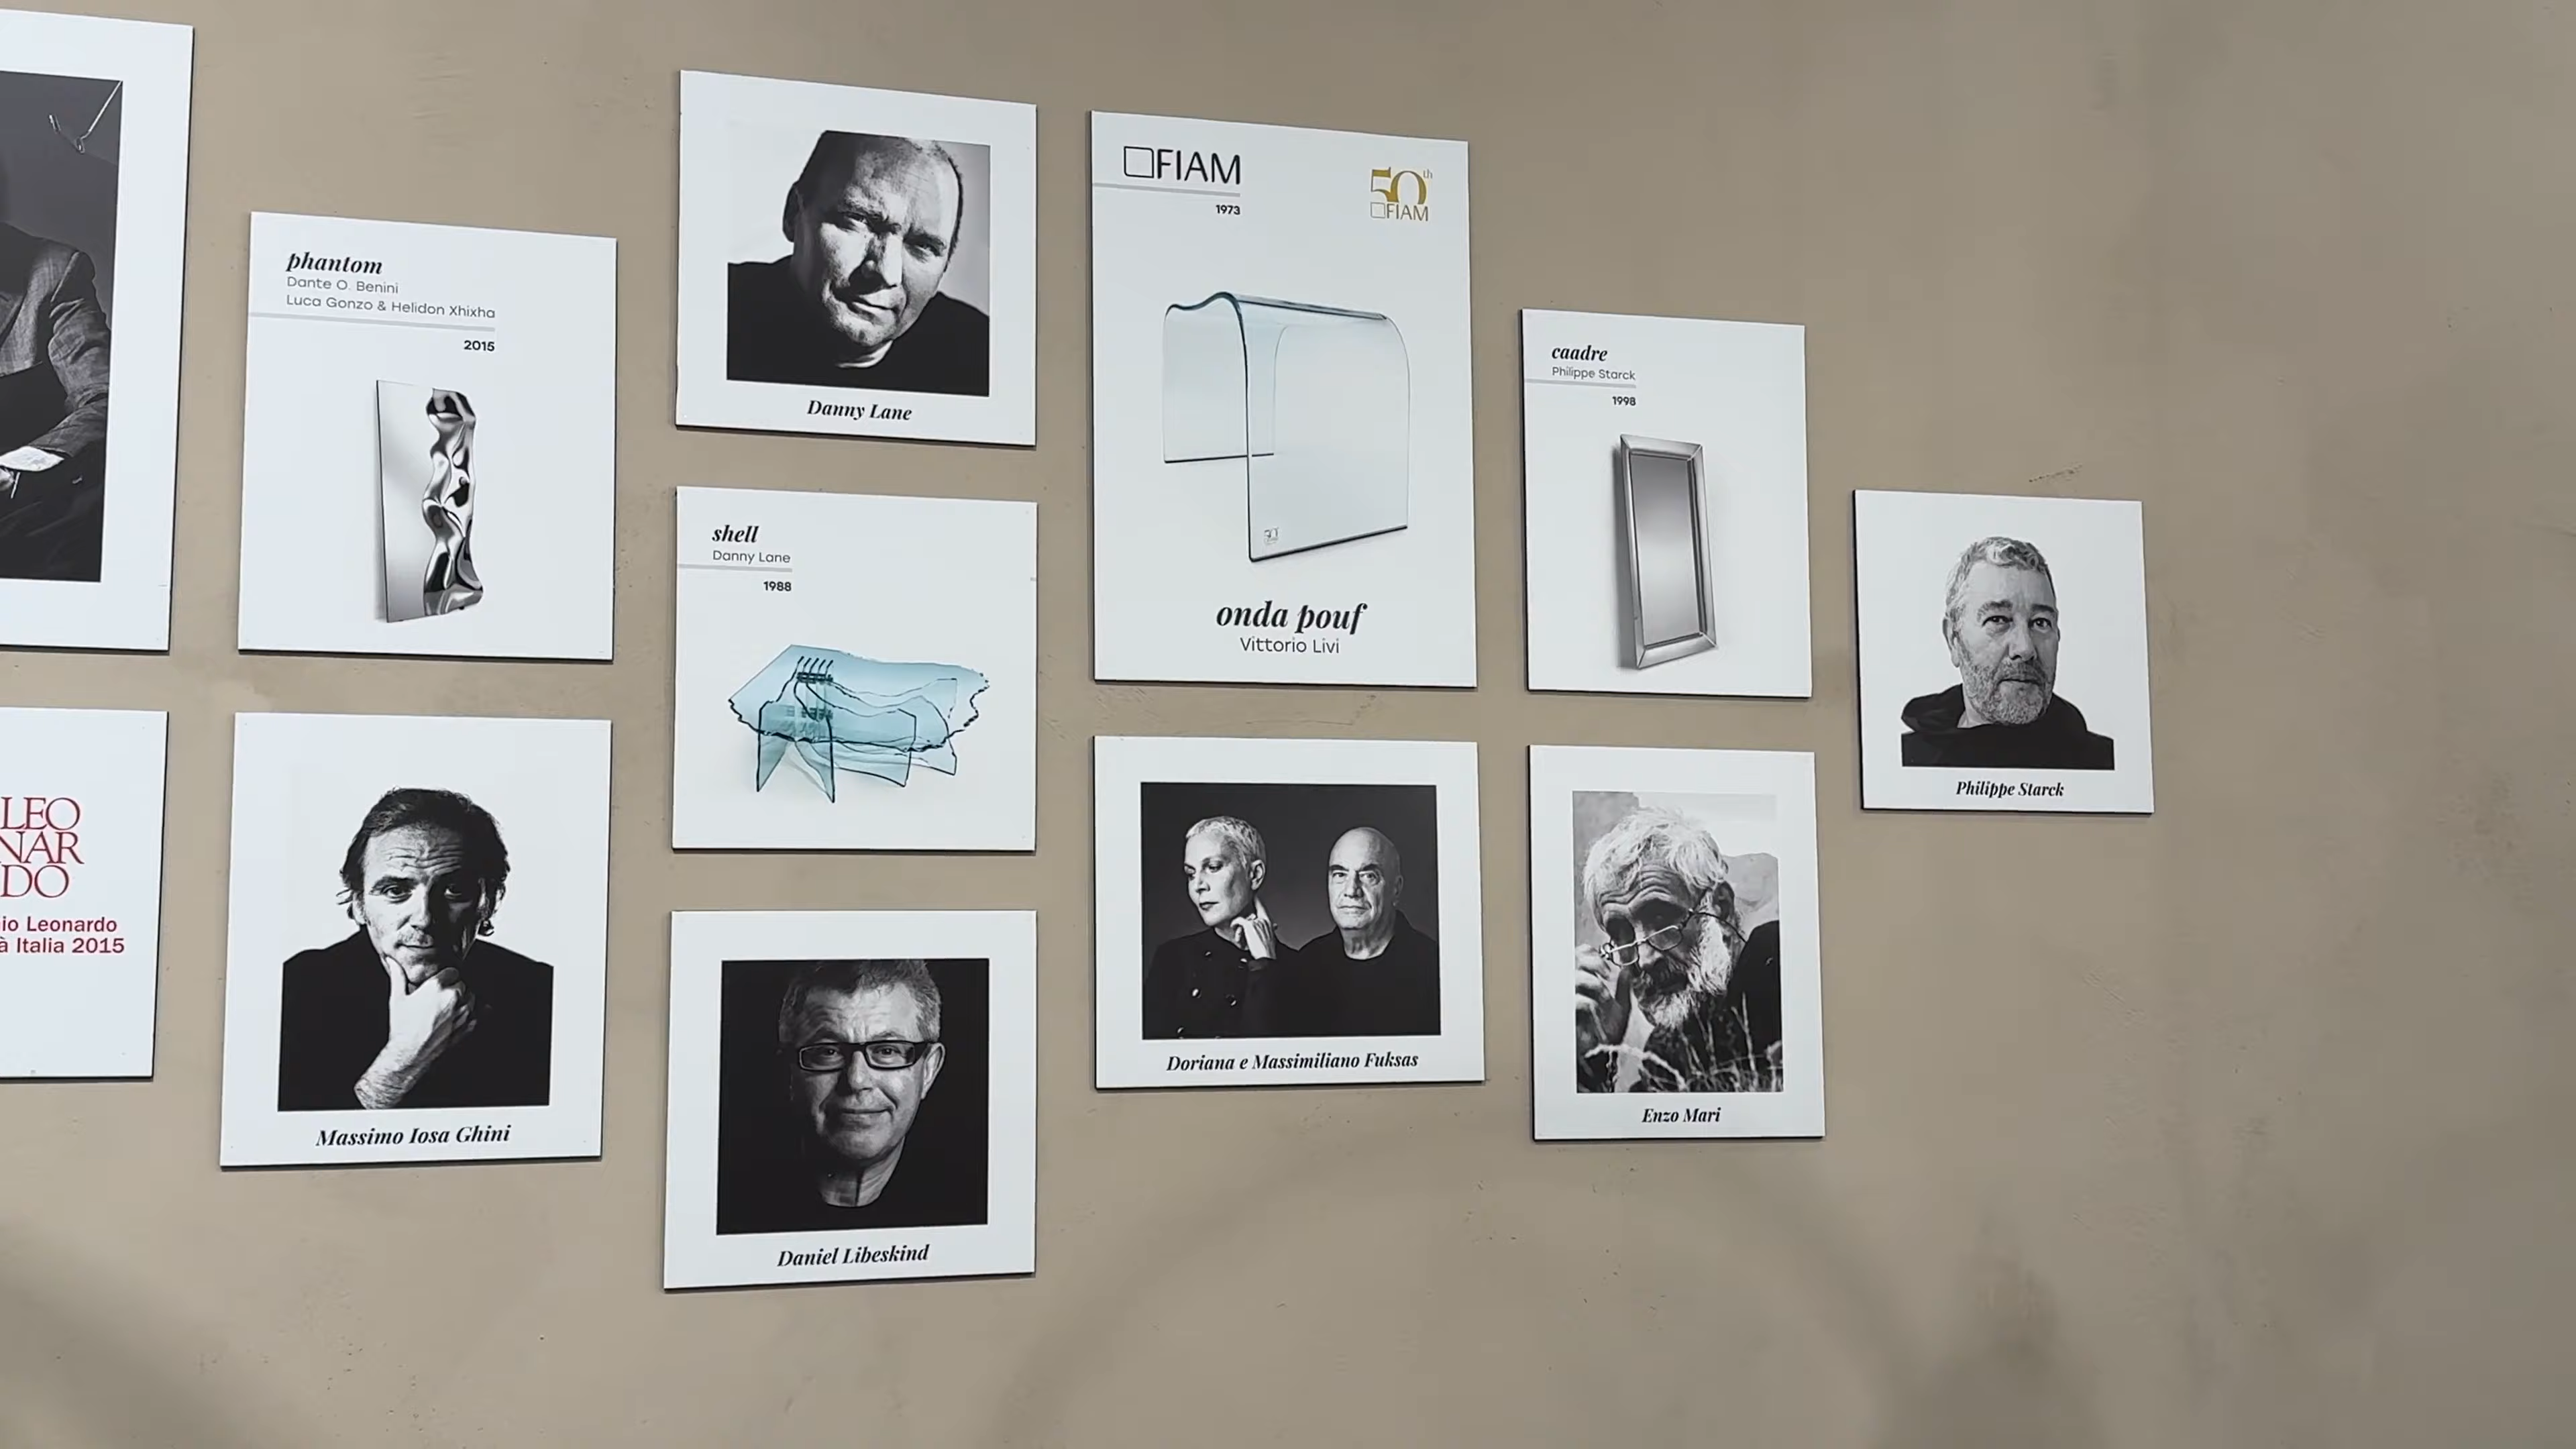 phantom
Dante O. Benini
Luca Gonzo & Helidon Xhixha
2015
Danny Lane
FIAM
1973
50th
FIAM
onda pouf
Vittorio Livi
caadre
Philippe Starck
1998
shell
Danny Lane
1988
Philippe Starck
LEO
NAR
DO
io Leonardo
à Italia 2015
Massimo Iosa Ghini
Daniel Libeskind
Doriana e Massimiliano Fuksas
Enzo Mari